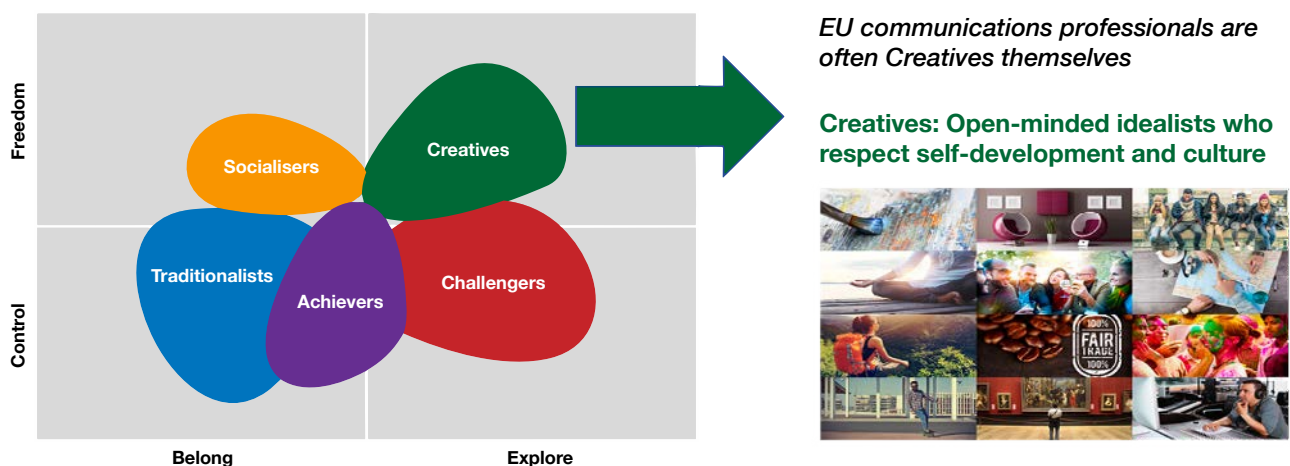 Freedom
Control
Socialisers
Creatives
Traditionalists
Achievers
Challengers
Belong
Explore
EU communications professionals are
often Creatives themselves
Creatives: Open-minded idealists who
respect self-development and culture
100%
FAIR
TRADE
100%